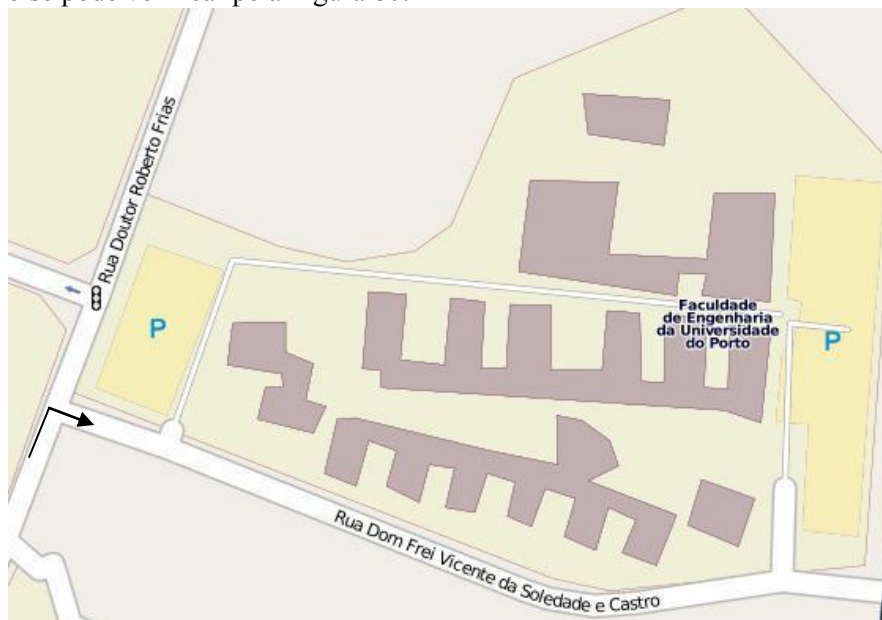 Rua Doutor Roberto Frias
P
Faculdade
de Engenharia
da Universidade
do Porto
P
Rua Dom Frei Vicente da Soledade e Castro